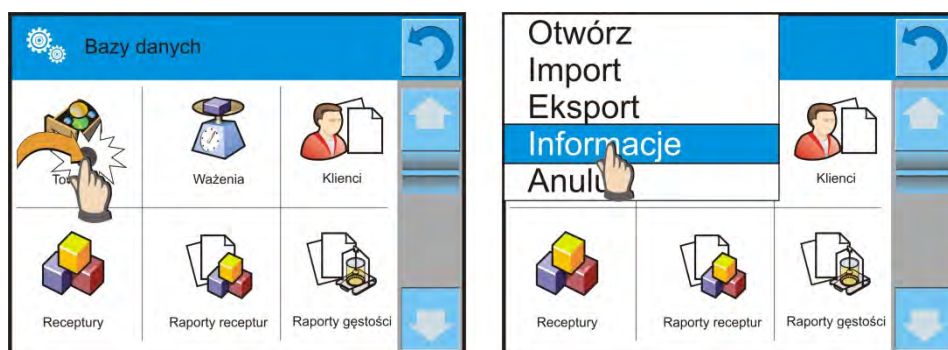 Bazy danych
Ważenia
Klienci
Receptury
Raporty receptur
Raporty gęstości
Otwórz
Import
Eksport
Informacje
Klienci
Receptury
Raporty receptur
Raporty gęstości